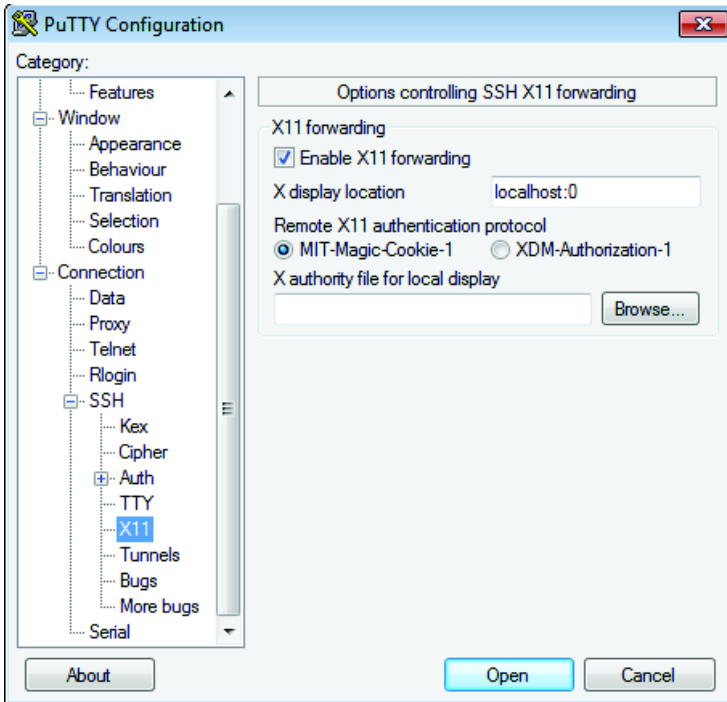 PuTTY Configuration
Category:
Features
Window
Appearance
Behaviour
Translation
Selection
Colours
Connection
Data
Proxy
Telnet
Rlogin
SSH
Kex
Cipher
Auth
TTY
X11
Tunnels
Bugs
More bugs
Serial
Options controlling SSH X11 forwarding
X11 forwarding
Enable X11 forwarding
X display location localhost:0
Remote X11 authentication protocol
MIT-Magic-Cookie-1 XDM-Authorization-1
X authority file for local display
Browse...
About Open Cancel